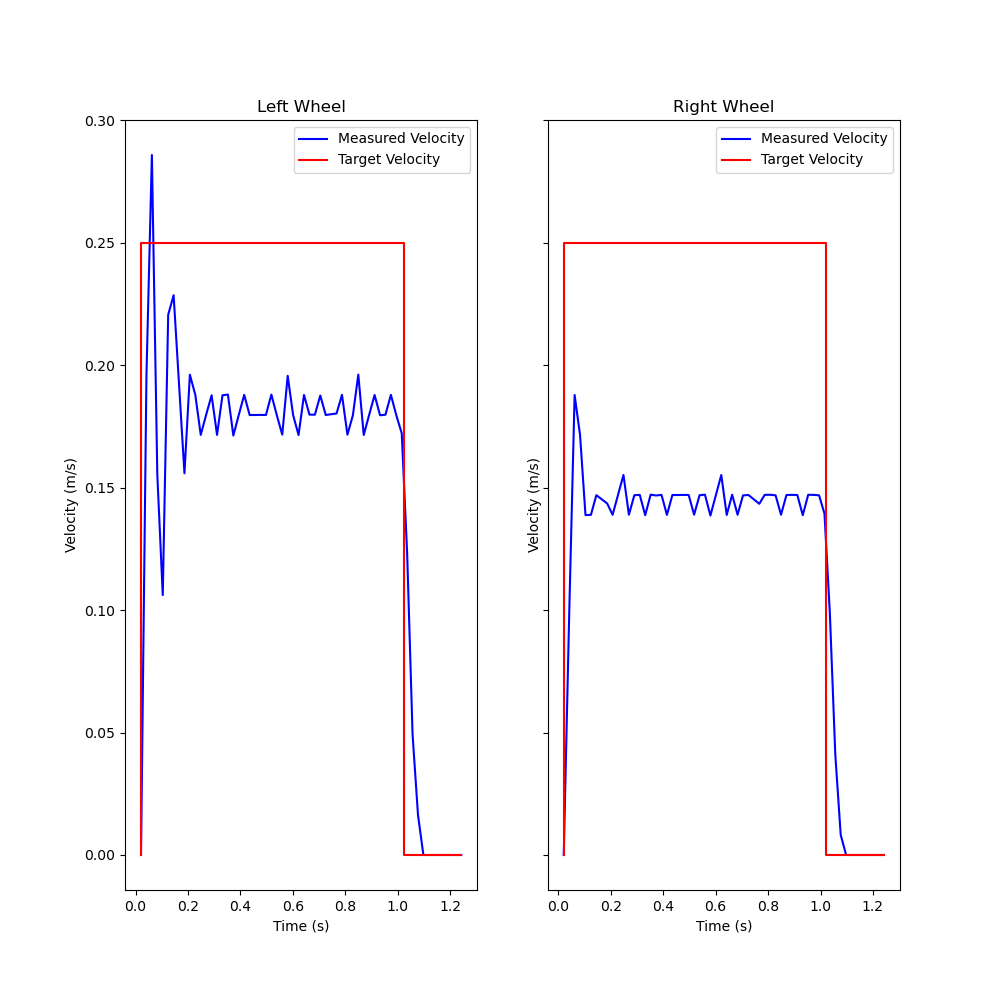 Left Wheel
Measured Velocity
Target Velocity
0.30
0.25
0.20
0.15
0.10
0.05
0.00
Velocity (m/s)
0.0 0.2 0.4 0.6 0.8 1.0 1.2
Time (s)
Right Wheel
Measured Velocity
Target Velocity
Velocity (m/s)
0.0 0.2 0.4 0.6 0.8 1.0 1.2
Time (s)